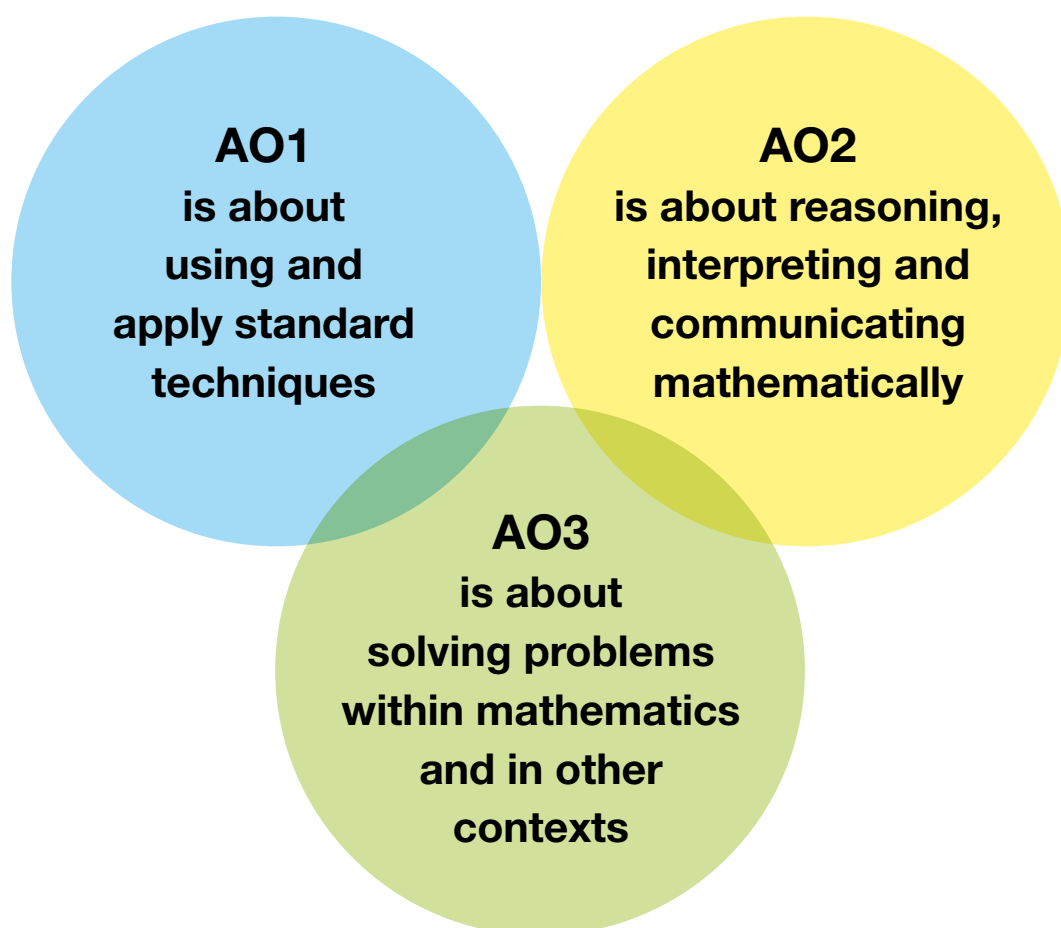 AO1
is about
using and
apply standard
techniques
AO2
is about reasoning,
interpreting and
communicating
mathematically
AO3
is about
solving problems
within mathematics
and in other
contexts